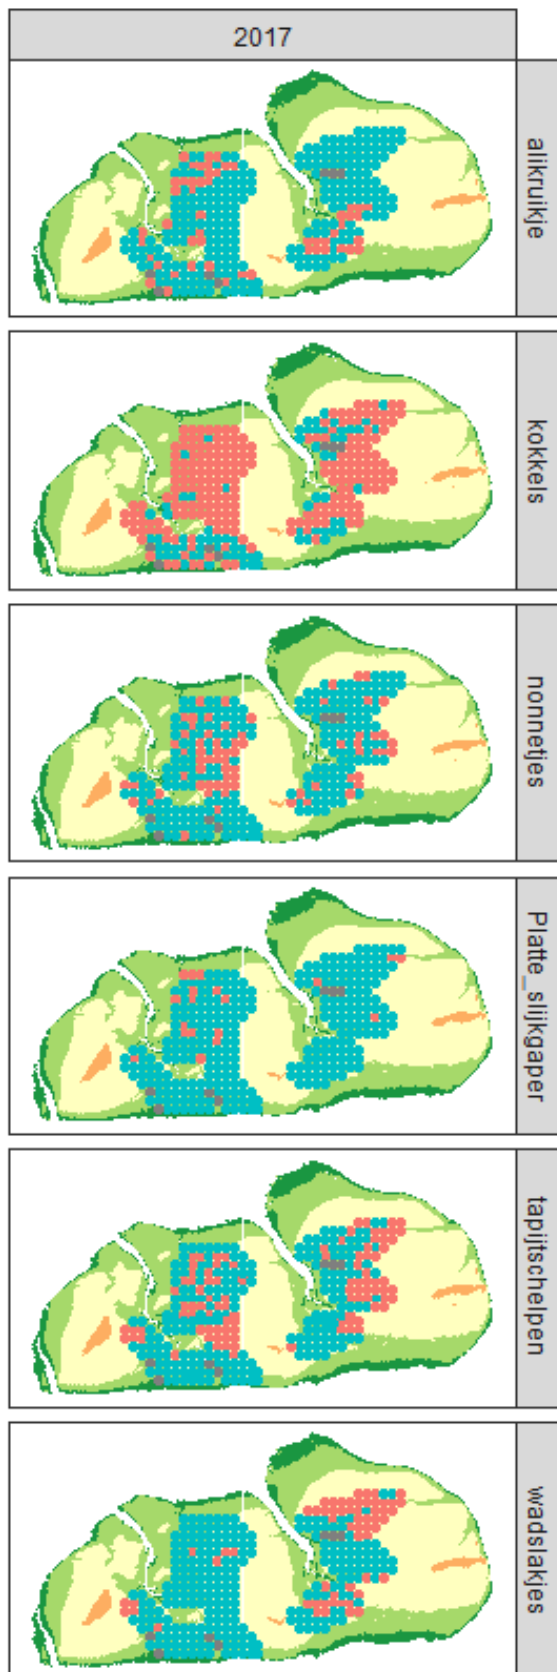 2017
alikruikje
kokkels
nonnetjes
Platte_slijkgaper
tapijtschelpen
wadslakjes